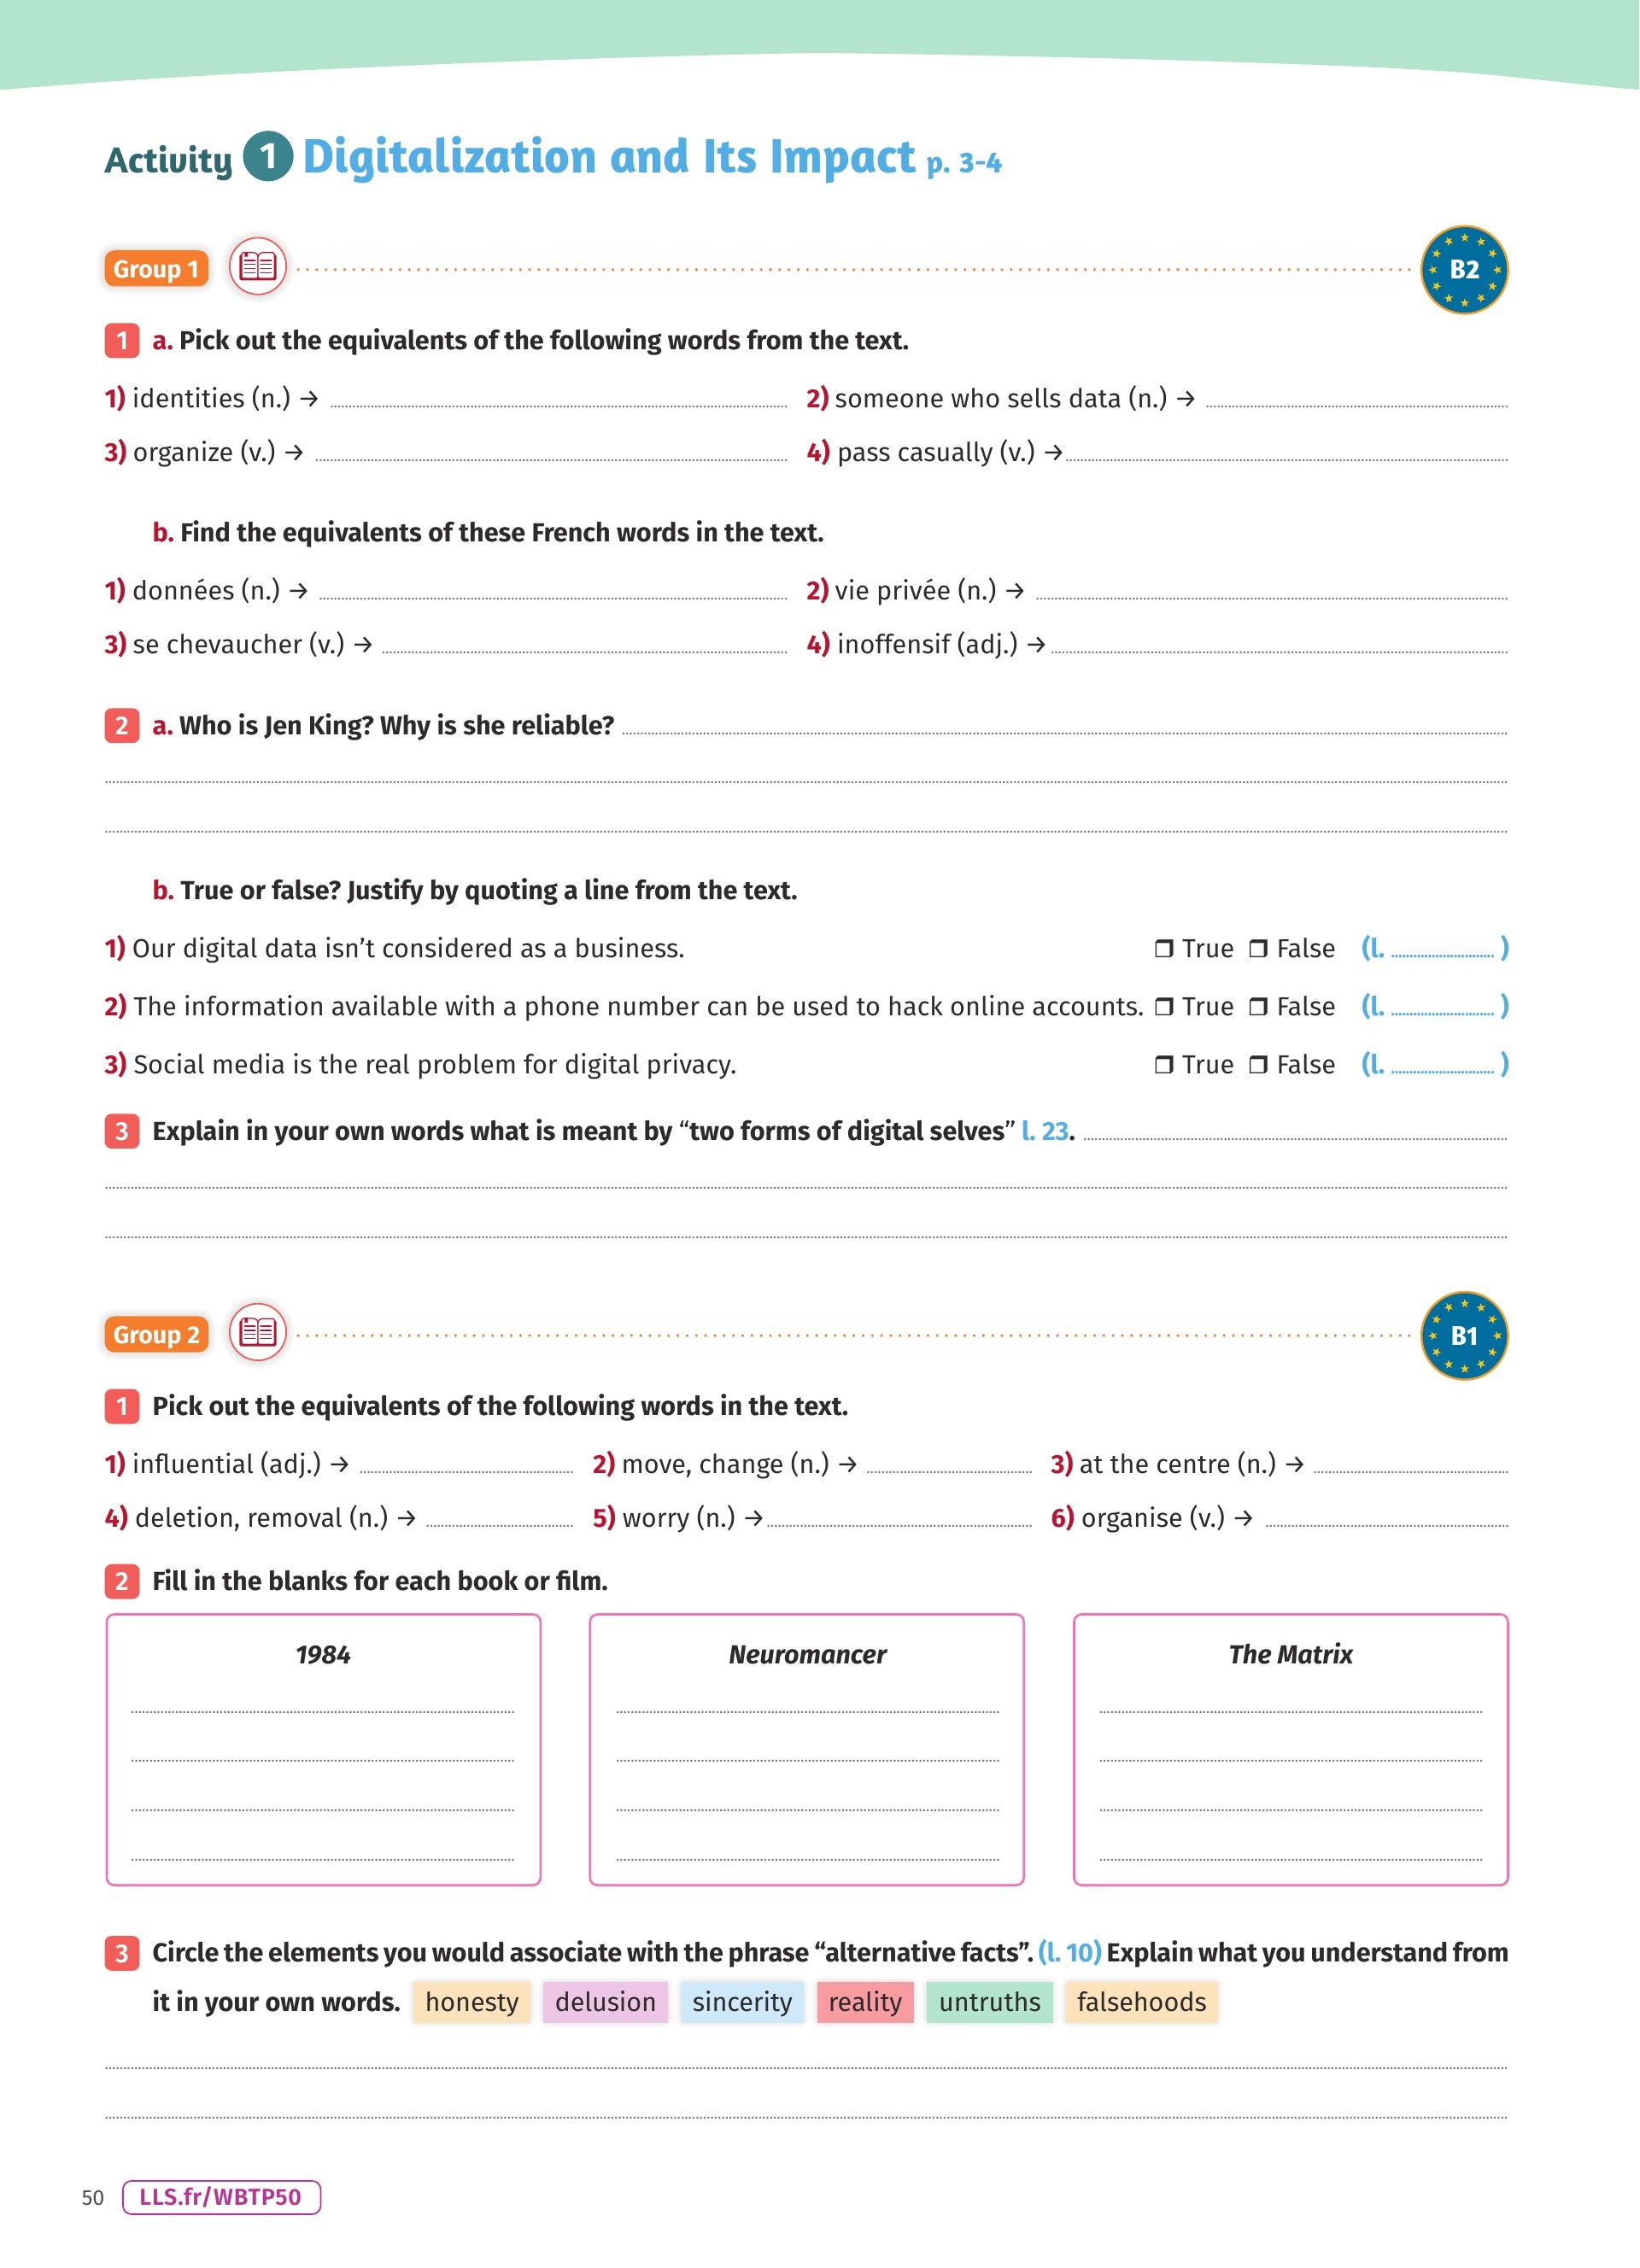 Activity 1 Digitalization and Its Impact p. 3-4
Group 1
B2
1 a. Pick out the equivalents of the following words from the text.
1) identities (n.) →
2) someone who sells data (n.) →
3) organize (v.) →
4) pass casually (v.) →
b. Find the equivalents of these French words in the text.
1) données (n.) →
2) vie privée (n.) →
3) se chevaucher (v.) →
4) inoffensif (adj.) →
2 a. Who is Jen King? Why is she reliable?
b. True or false? Justify by quoting a line from the text.
1) Our digital data isn’t considered as a business. ❒ True ❒ False (l. )
2) The information available with a phone number can be used to hack online accounts. ❒ True ❒ False (l. )
3) Social media is the real problem for digital privacy. ❒ True ❒ False (l. )
3 Explain in your own words what is meant by “two forms of digital selves” l. 23.
Group 2
B1
1 Pick out the equivalents of the following words in the text.
1) influential (adj.) →
2) move, change (n.) →
3) at the centre (n.) →
4) deletion, removal (n.) →
5) worry (n.) →
6) organise (v.) →
2 Fill in the blanks for each book or film.
1984
Neuromancer
The Matrix
3 Circle the elements you would associate with the phrase “alternative facts”. (l. 10) Explain what you understand from
it in your own words. honesty delusion sincerity reality untruths falsehoods
50 LLS.fr/WBTP50